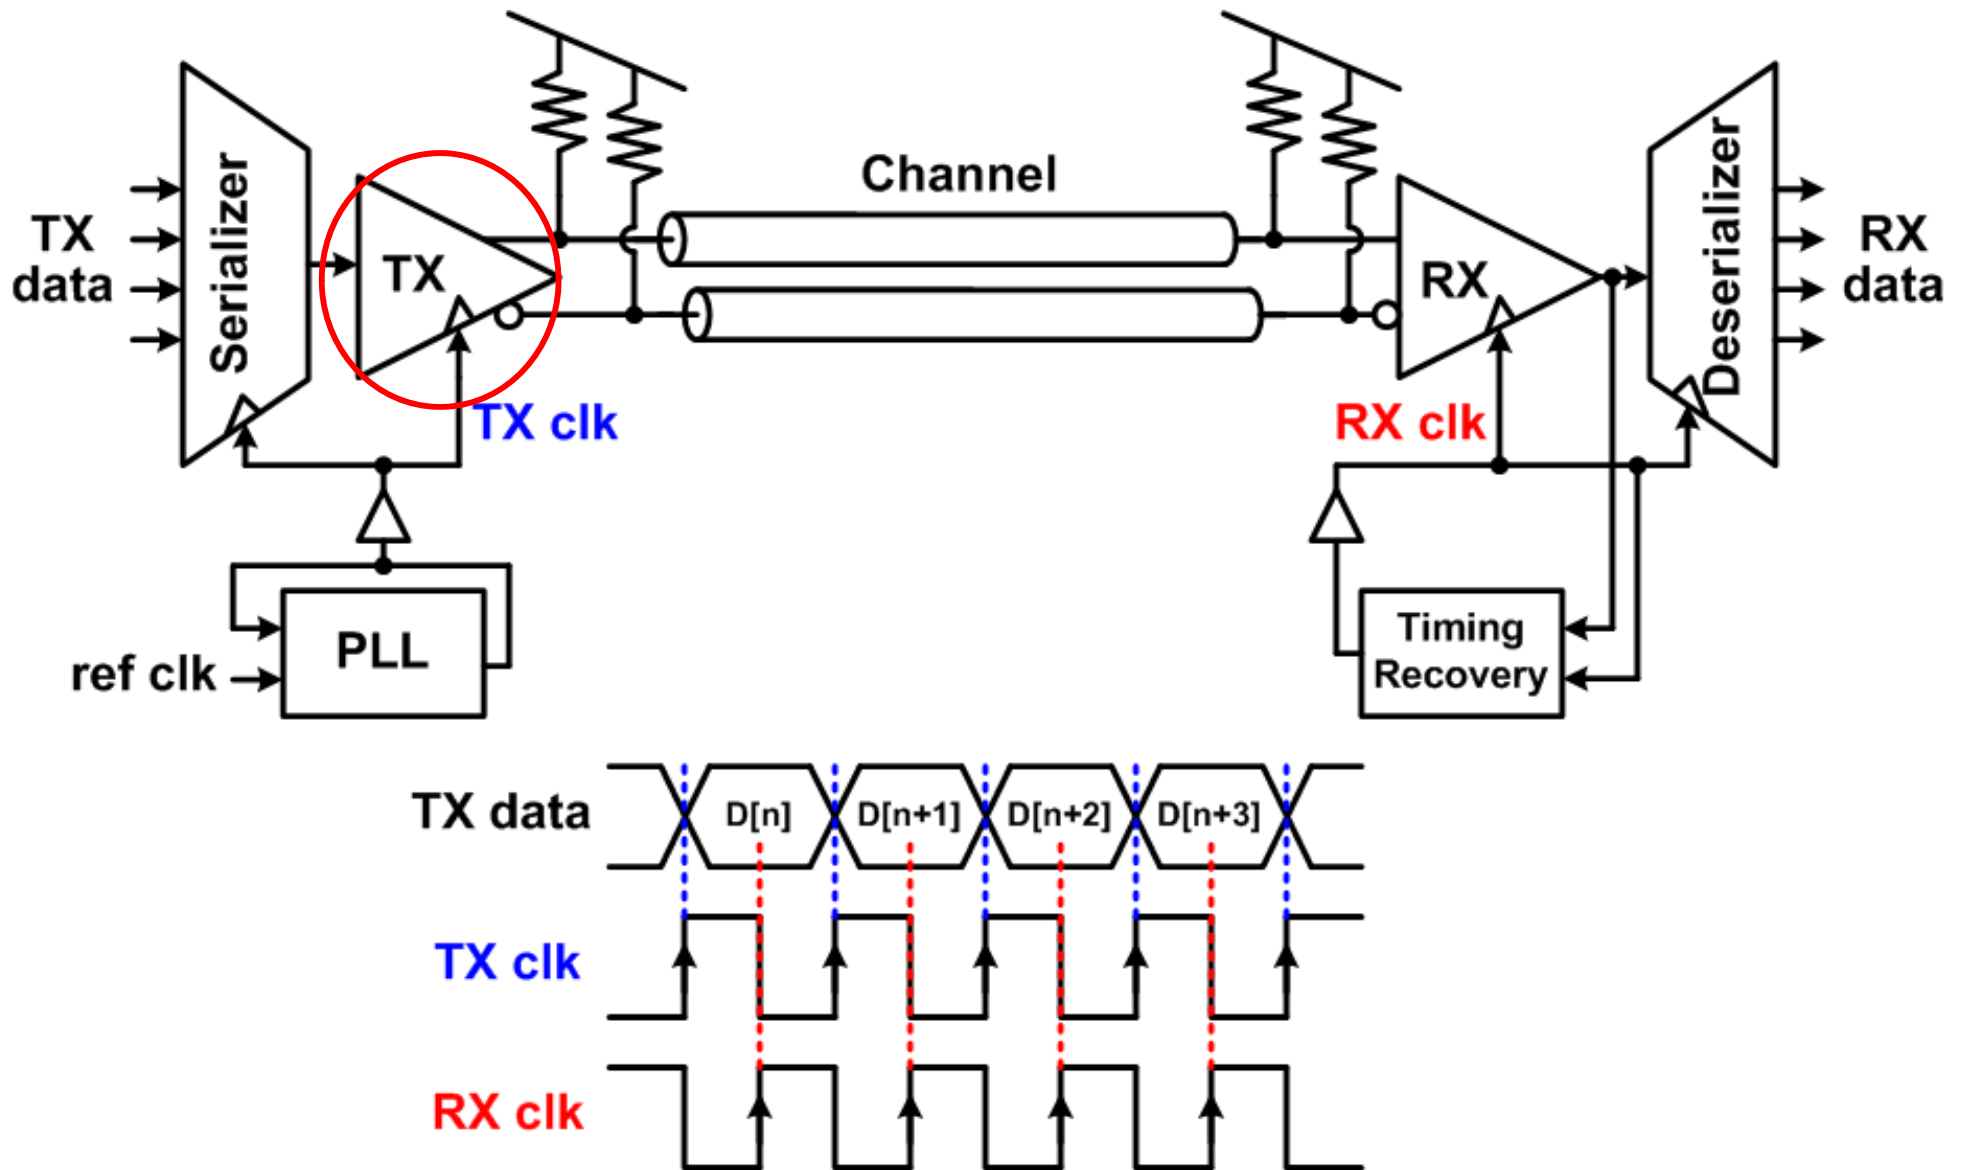 Channel
Serializer
TX
data
TX
TX clk
PLL
ref clk
RX
RX clk
Deserializer
RX
data
Timing
Recovery
TX data
D[n]
D[n+1]
D[n+2]
D[n+3]
TX clk
RX clk